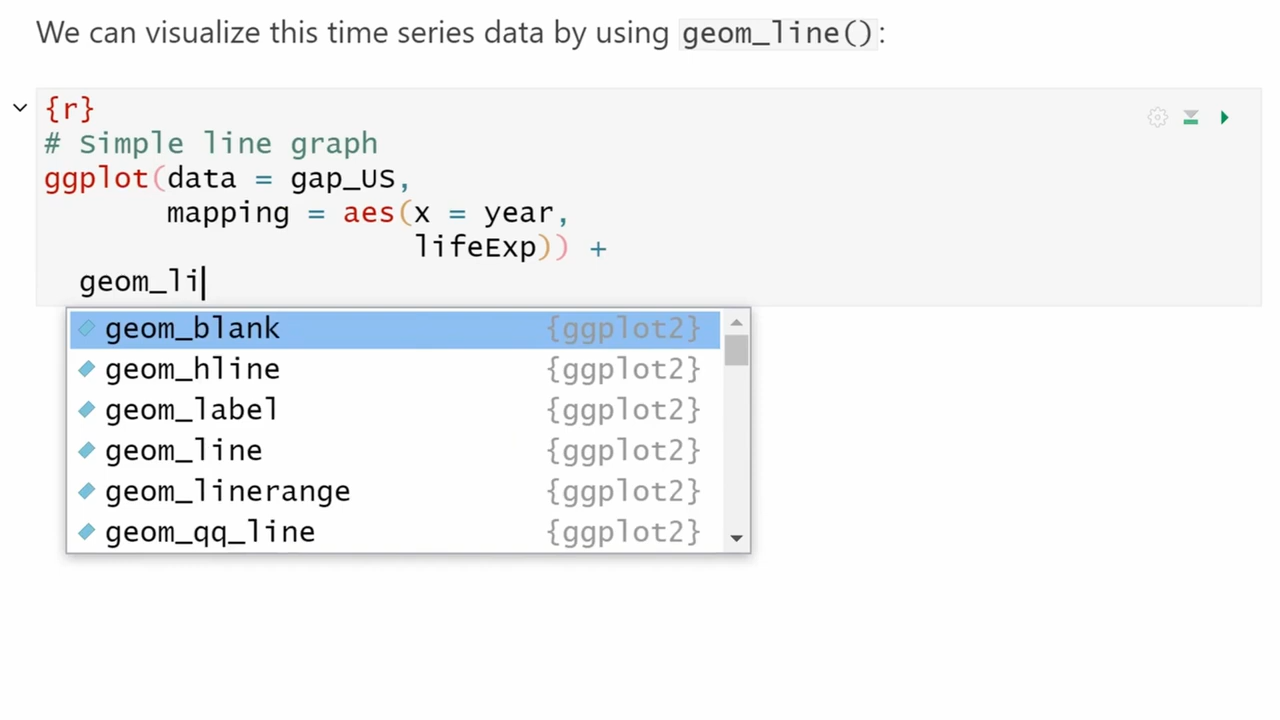 We can visualize this time series data by using geom_line():
{r}
# Simple line graph
ggplot(data = gap_US,
mapping = aes(x = year,
lifeExp)) +
geom_li
geom_blank {ggplot2}
geom_hline {ggplot2}
geom_label {ggplot2}
geom_line {ggplot2}
geom_linerange {ggplot2}
geom_qq_line {ggplot2}